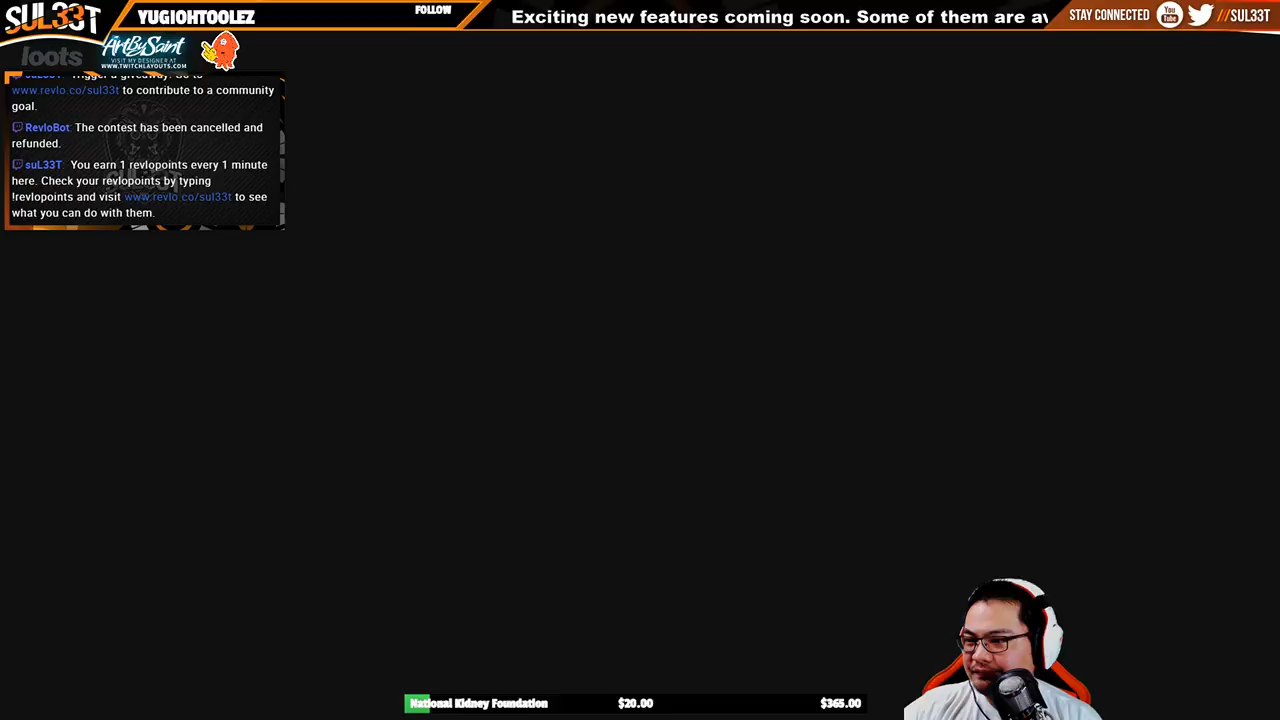 SUL33T
YUGIOHTOOLEZ
FOLLOW
Exciting new features coming soon. Some of them are
STAY CONNECTED
You
Tube
//SUL33T
loots
ArtBySaint
VISIT MY DESIGNER AT
WWW.TWITCHLAYOUTS.COM
www.revlo.co/sul33t to contribute to a community
goal.
RevloBot: The contest has been cancelled and
refunded.
suL33T: You earn 1 revlopoints every 1 minute
here. Check your revlopoints by typing
!revlopoints and visit www.revlo.co/sul33t to see
what you can do with them.
National Kidney Foundation $20.00 $365.00